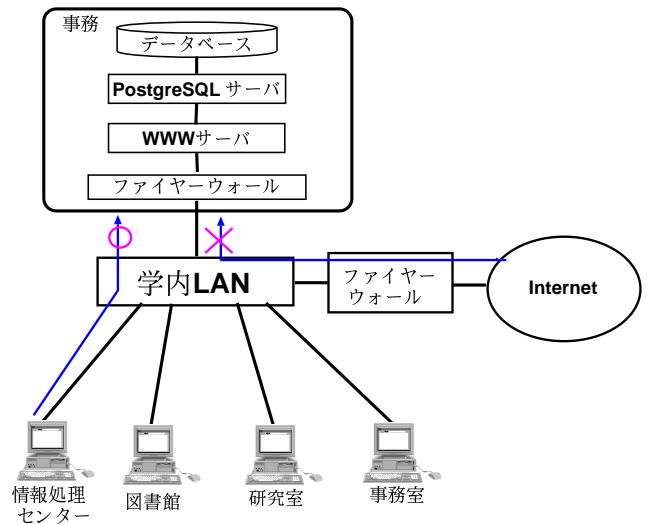 事務
データベース
PostgreSQL サーバ
WWWサーバ
ファイヤーウォール
学内LAN
ファイヤー
ウォール
Internet
情報処理
センター
図書館
研究室
事務室